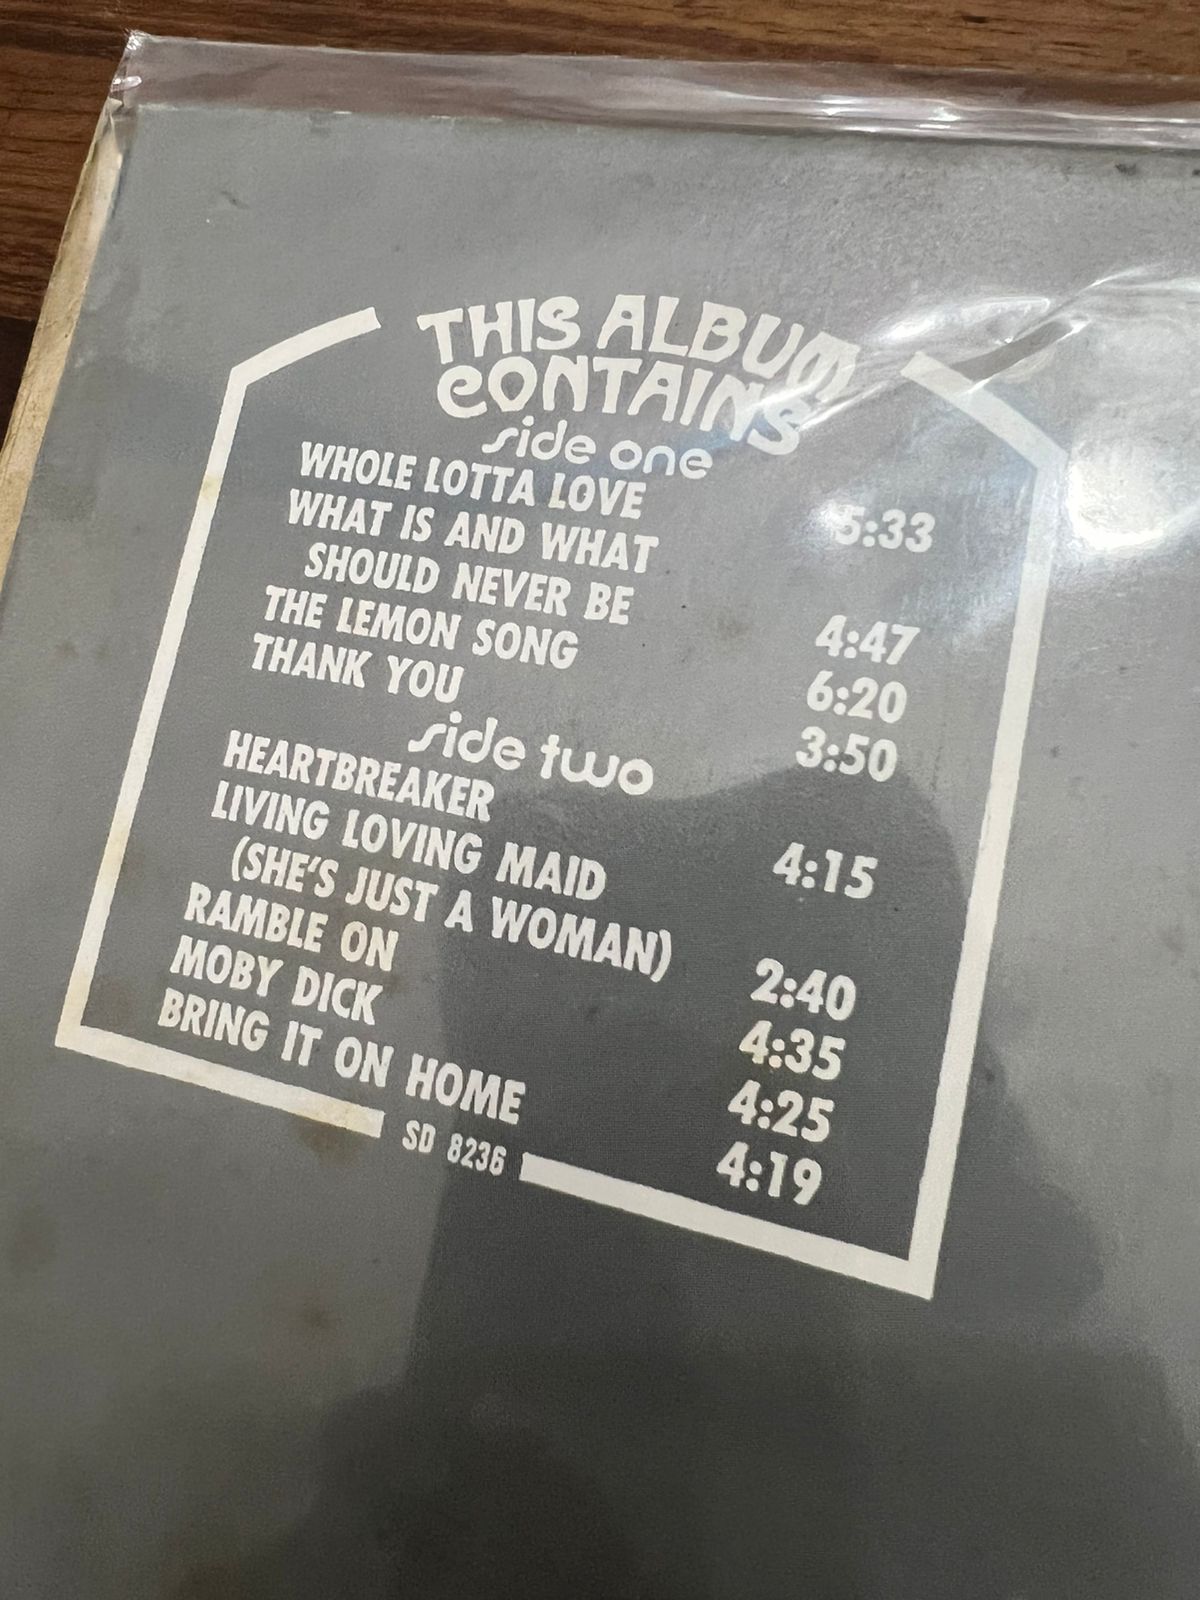 THIS ALBUM
CONTAINS
side one
WHOLE LOTTA LOVE 5:33
WHAT IS AND WHAT
SHOULD NEVER BE 4:47
THE LEMON SONG 6:20
THANK YOU 3:50
side two
HEARTBREAKER 4:15
LIVING LOVING MAID
(SHE'S JUST A WOMAN) 2:40
RAMBLE ON 4:35
MOBY DICK 4:25
BRING IT ON HOME 4:19
SD 8236